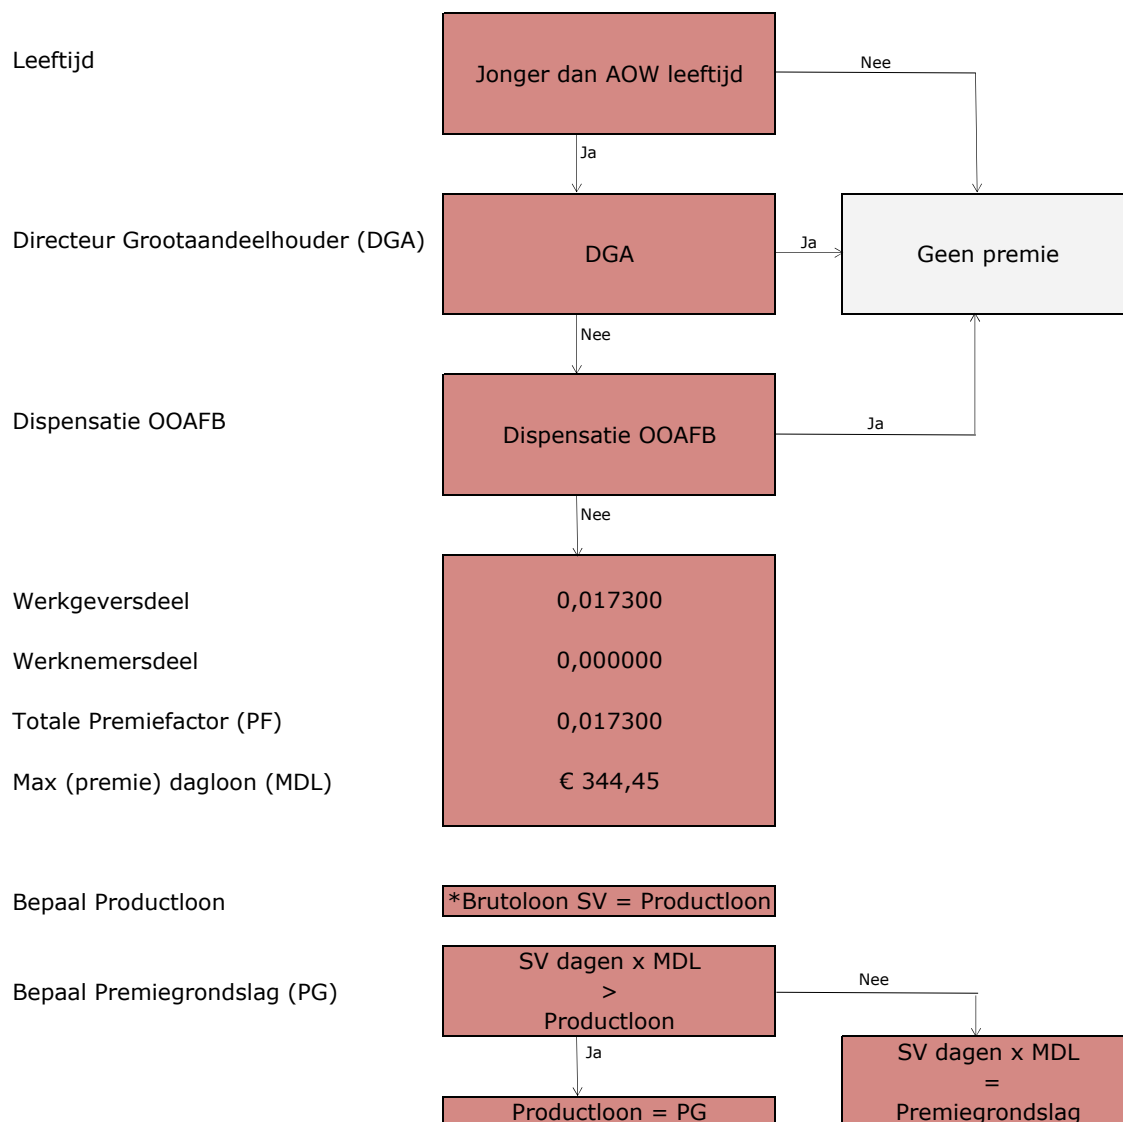 Leeftijd
Jonger dan AOW leeftijd
Nee
Ja
Directeur Grootaandeelhouder (DGA)
DGA
Ja
Geen premie
Nee
Dispensatie OOAFB
Dispensatie OOAFB
Ja
Nee
Werkgeversdeel
0,017300
Werknemersdeel
0,000000
Totale Premiefactor (PF)
0,017300
Max (premie) dagloon (MDL)
€ 344,45
Bepaal Productloon
*Brutoloon SV = Productloon
Bepaal Premiegrondslag (PG)
SV dagen x MDL
>
Productloon
Nee
Ja
SV dagen x MDL
=
Premiegrondslag
Productloon = PG